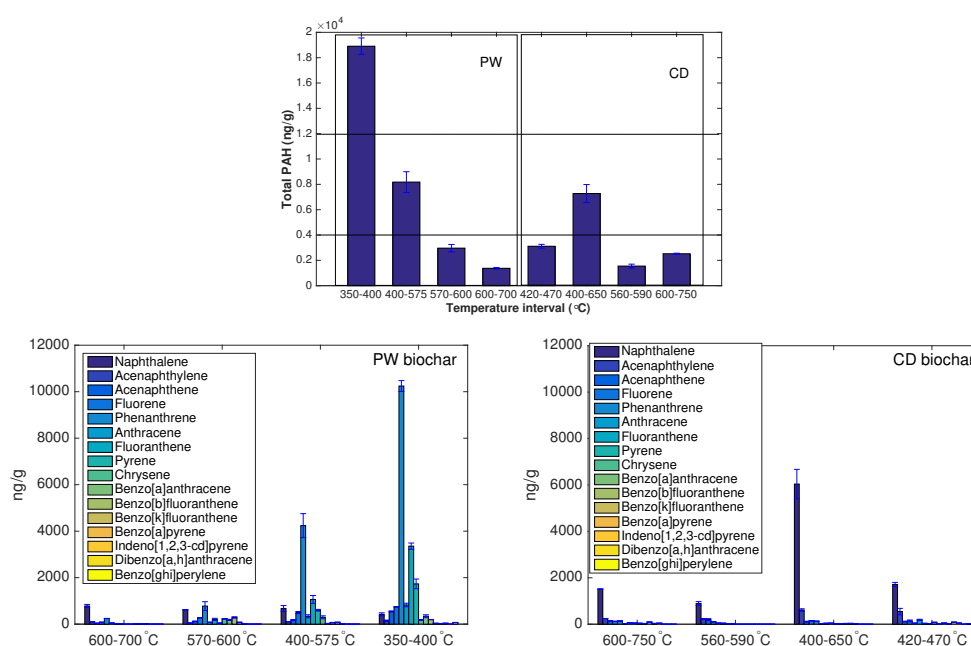 ×10⁴
2
1.8
1.6
1.4
1.2
1
0.8
0.6
0.4
0.2
0
Total PAH (ng/g)
PW
CD
350-400 400-575 570-600 600-700 420-470 400-650 560-590 600-750
Temperature interval (°C)
12000
10000
8000
6000
4000
2000
0
ng/g
PW biochar
Naphthalene
Acenaphthylene
Acenaphthene
Fluorene
Phenanthrene
Anthracene
Fluoranthene
Pyrene
Chrysene
Benzo[a]anthracene
Benzo[b]fluoranthene
Benzo[k]fluoranthene
Benzo[a]pyrene
Indeno[1,2,3-cd]pyrene
Dibenzo[a,h]anthracene
Benzo[ghi]perylene
600-700°C 570-600°C 400-575°C 350-400°C
12000
10000
8000
6000
4000
2000
0
ng/g
CD biochar
Naphthalene
Acenaphthylene
Acenaphthene
Fluorene
Phenanthrene
Anthracene
Fluoranthene
Pyrene
Chrysene
Benzo[a]anthracene
Benzo[b]fluoranthene
Benzo[k]fluoranthene
Benzo[a]pyrene
Indeno[1,2,3-cd]pyrene
Dibenzo[a,h]anthracene
Benzo[ghi]perylene
600-750°C 560-590°C 400-650°C 420-470°C